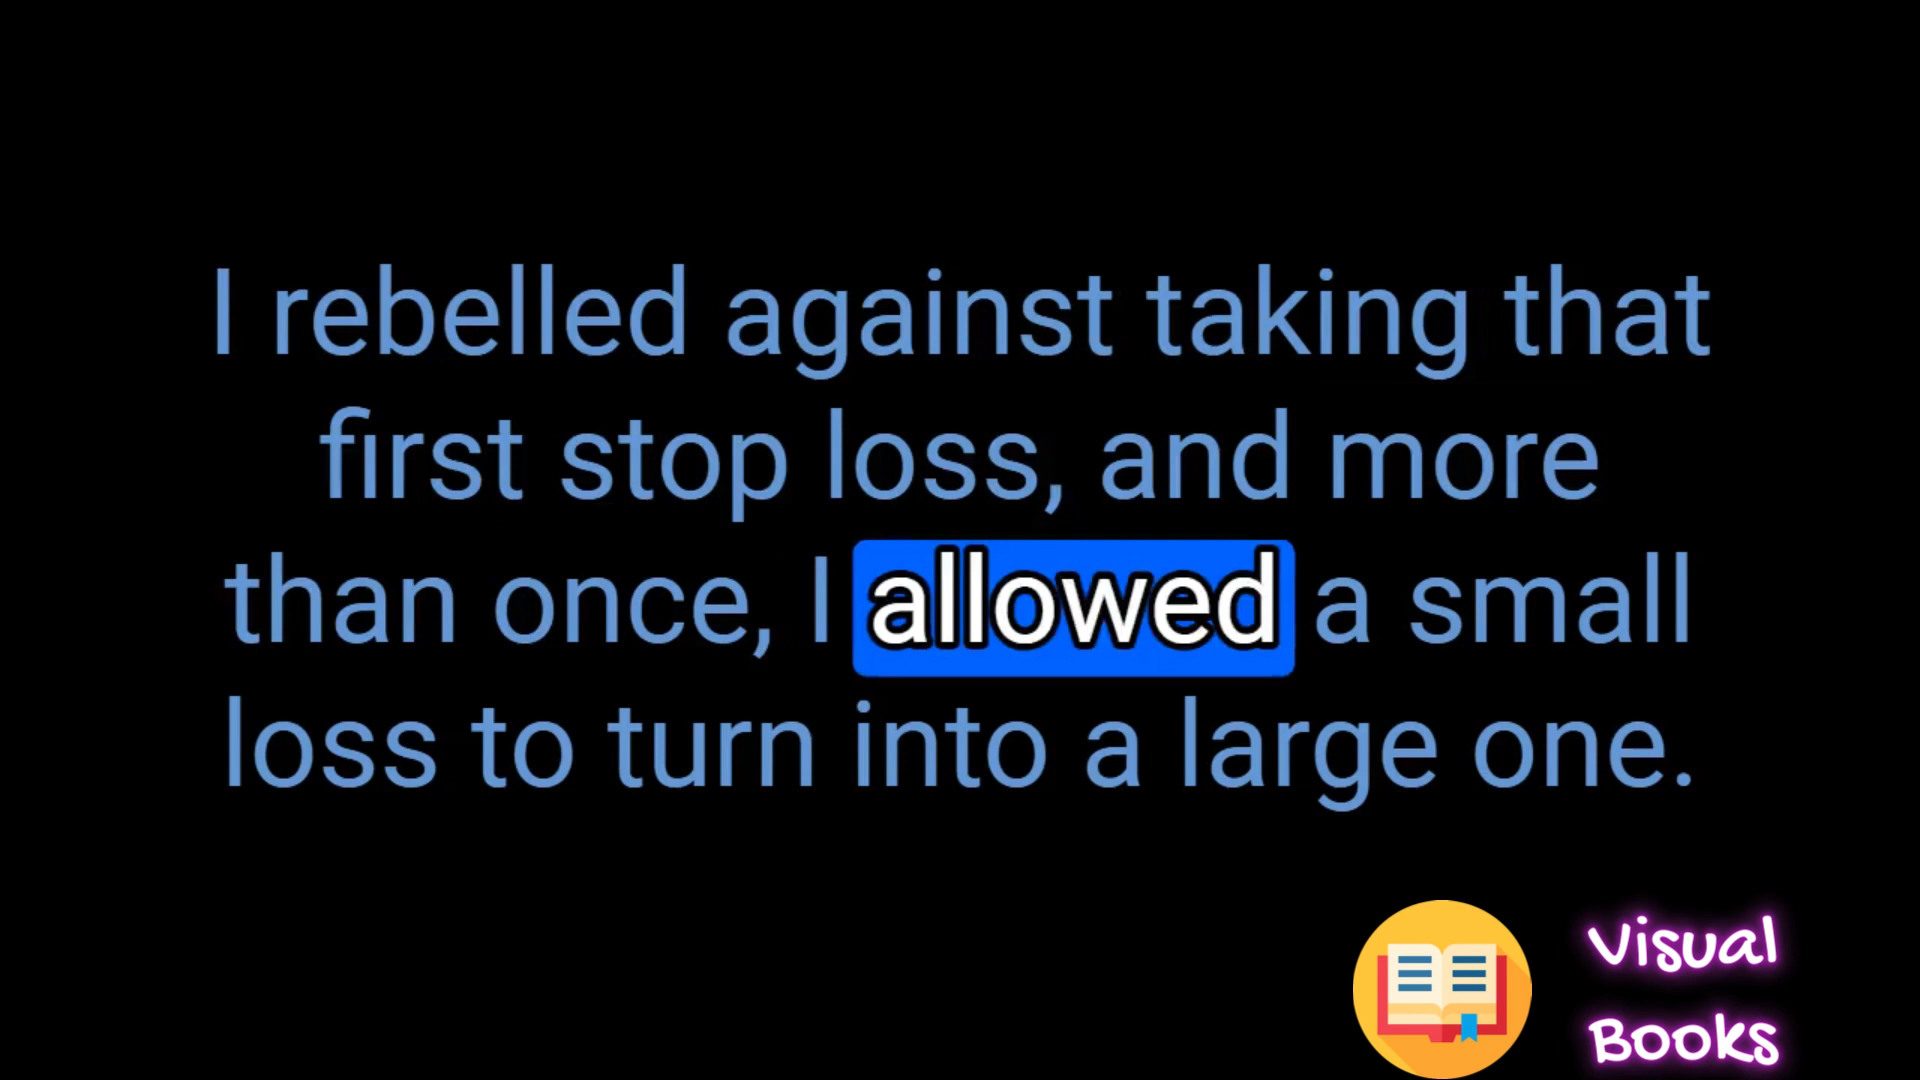 I rebelled against taking that
first stop loss, and more
than once, I allowed a small
loss to turn into a large one.
Visual
Books